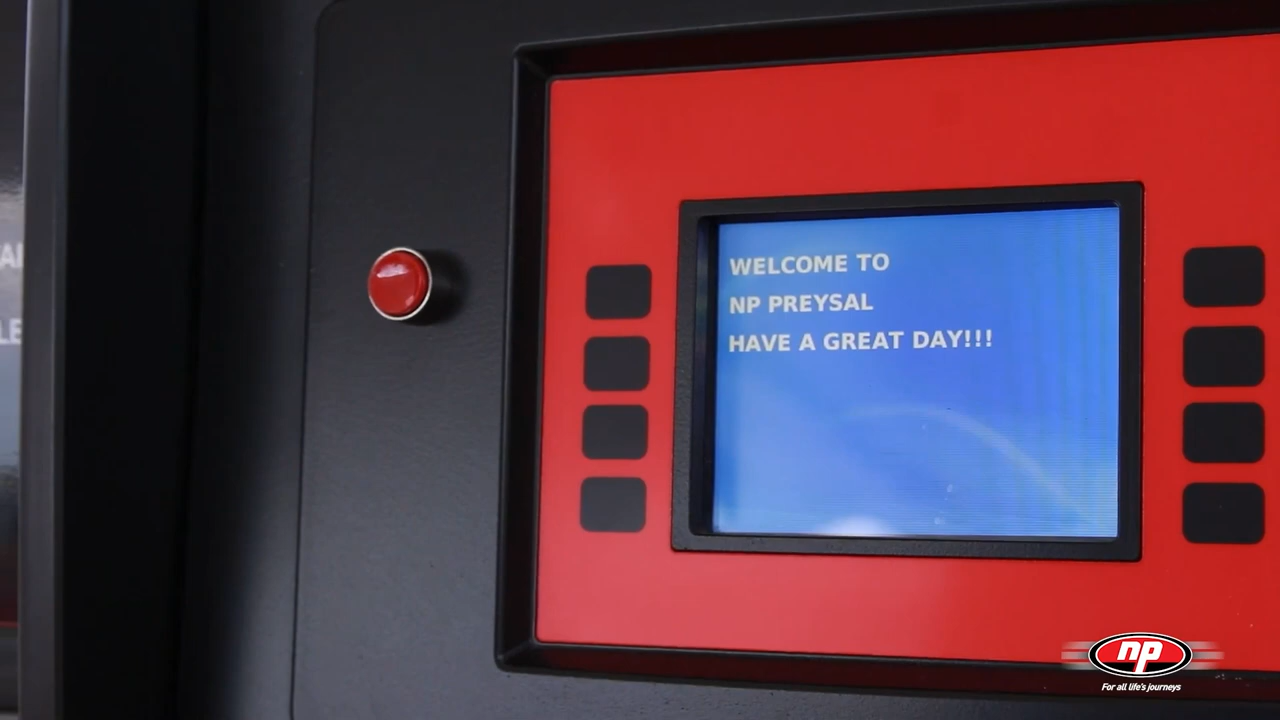 WELCOME TO
NP PREYSAL
HAVE A GREAT DAY!!!
np
For all life's journeys